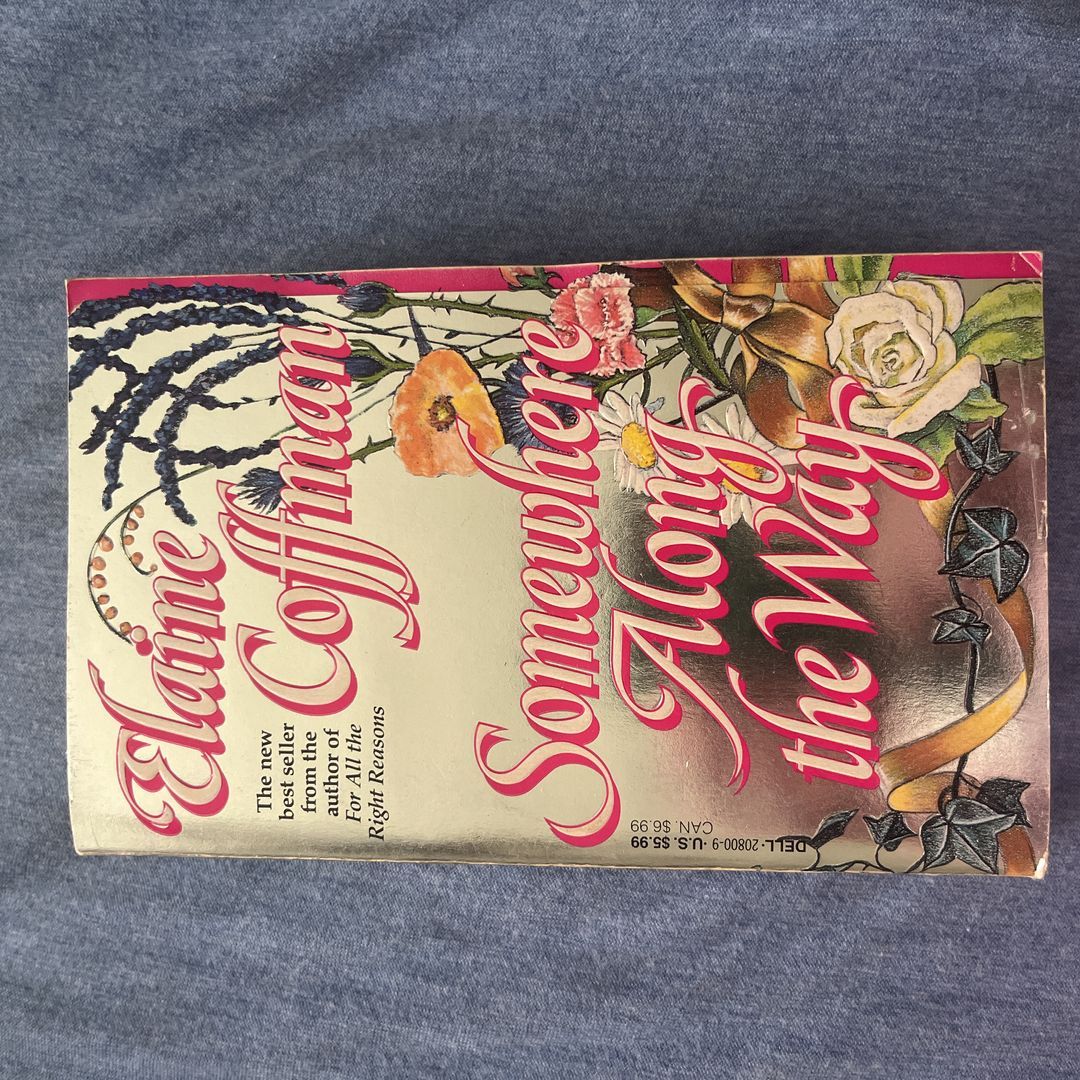 Elaine
Coffman
The new
best seller
from the
author of
For All the
Right Reasons
Somewhere
Along
the Way
DELL • 20800-9 • U.S. $5.99
CAN. $6.99